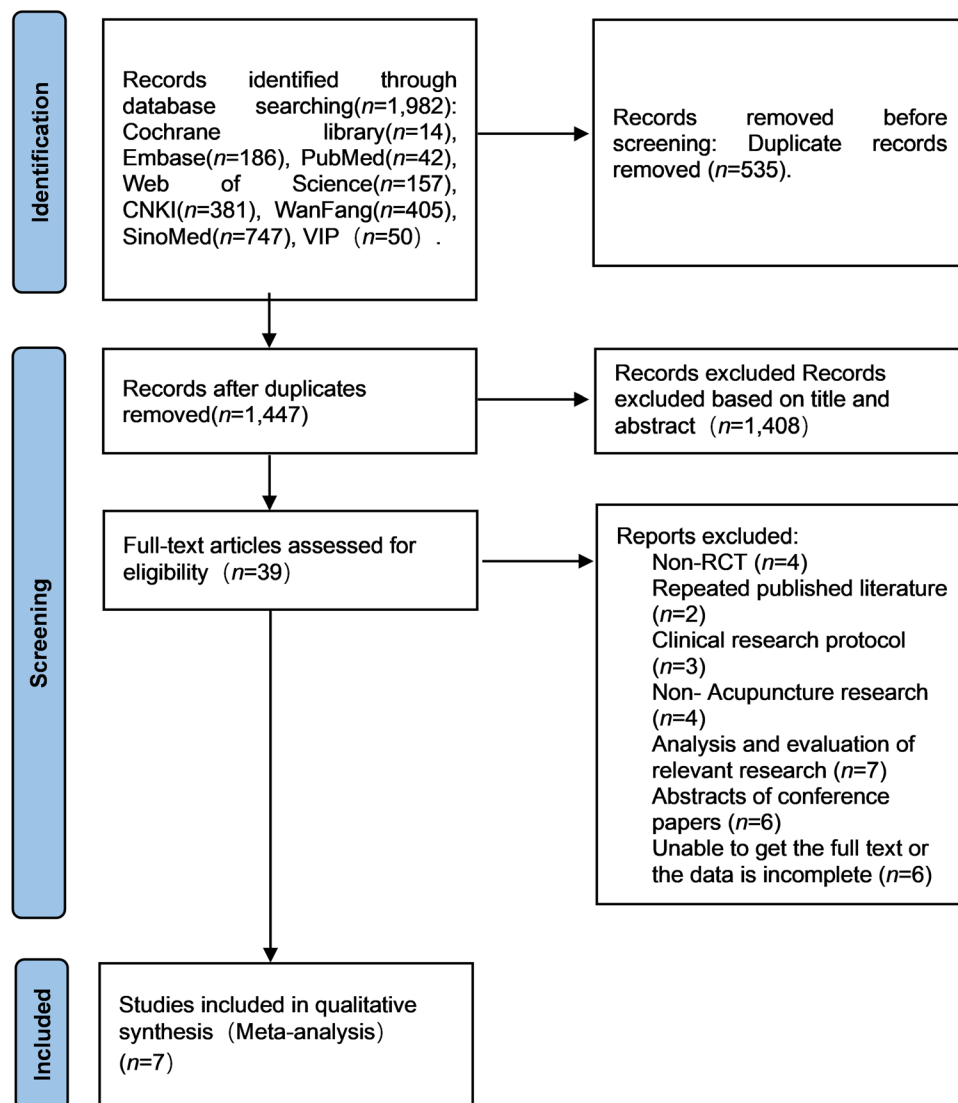 Identification
Records identified through
database searching(n=1,982):
Cochrane library(n=14),
Embase(n=186), PubMed(n=42),
Web of Science(n=157),
CNKI(n=381), WanFang(n=405),
SinoMed(n=747), VIP（n=50）.
Records removed before
screening: Duplicate records
removed (n=535).
Screening
Records after duplicates
removed(n=1,447)
Records excluded Records
excluded based on title and
abstract（n=1,408）
Full-text articles assessed for
eligibility（n=39）
Reports excluded:
Non-RCT (n=4)
Repeated published literature
(n=2)
Clinical research protocol
(n=3)
Non- Acupuncture research
(n=4)
Analysis and evaluation of
relevant research (n=7)
Abstracts of conference
papers (n=6)
Unable to get the full text or
the data is incomplete (n=6)
Included
Studies included in qualitative
synthesis（Meta-analysis）
(n=7)